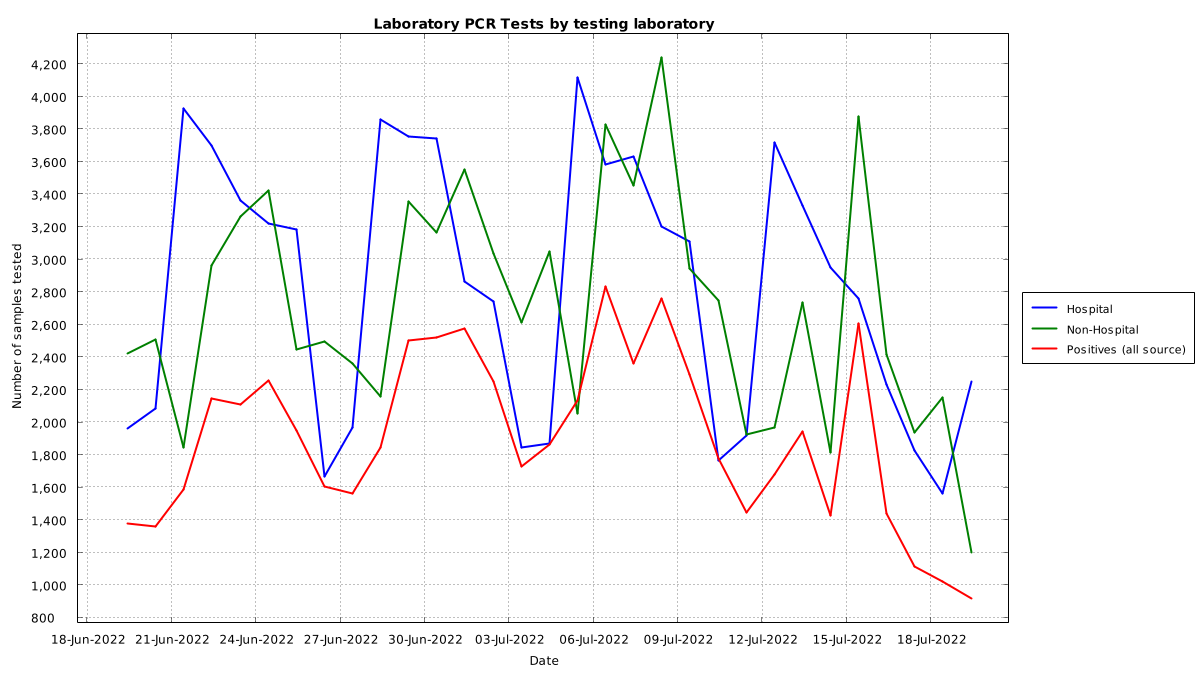 Laboratory PCR Tests by testing laboratory
Number of samples tested
4,200
4,000
3,800
3,600
3,400
3,200
3,000
2,800
2,600
2,400
2,200
2,000
1,800
1,600
1,400
1,200
1,000
800
18-Jun-2022 21-Jun-2022 24-Jun-2022 27-Jun-2022 30-Jun-2022 03-Jul-2022 06-Jul-2022 09-Jul-2022 12-Jul-2022 15-Jul-2022 18-Jul-2022
Date
Hospital
Non-Hospital
Positives (all source)